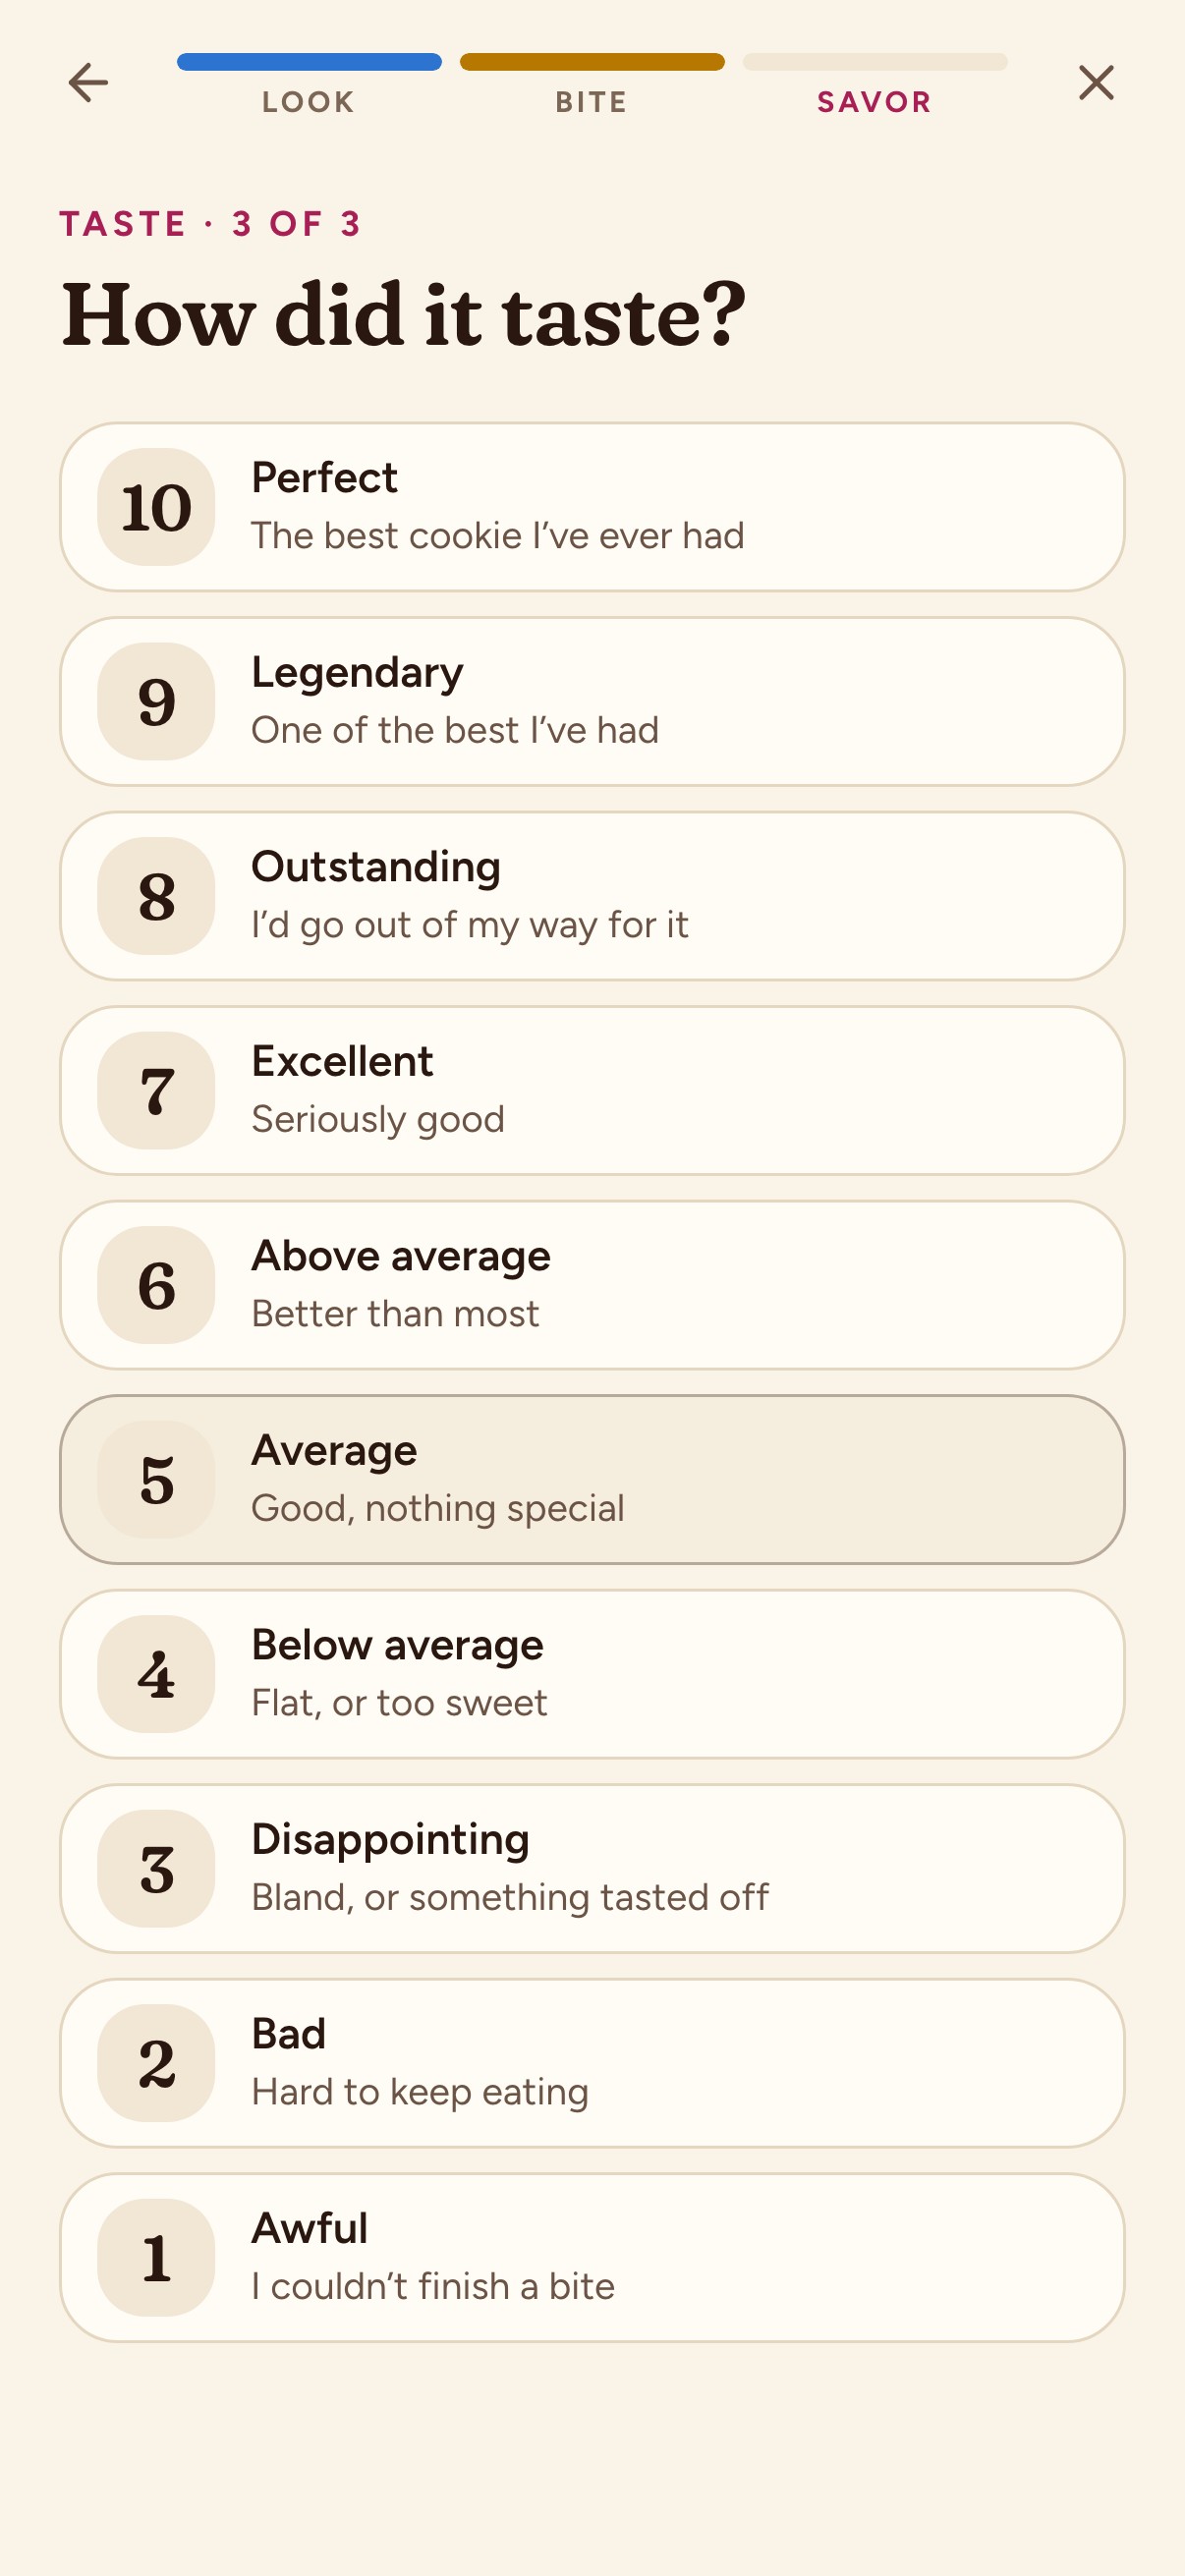 LOOK
BITE
SAVOR
TASTE · 3 OF 3
How did it taste?
10
Perfect
The best cookie I’ve ever had
9
Legendary
One of the best I’ve had
8
Outstanding
I’d go out of my way for it
7
Excellent
Seriously good
6
Above average
Better than most
5
Average
Good, nothing special
4
Below average
Flat, or too sweet
3
Disappointing
Bland, or something tasted off
2
Bad
Hard to keep eating
1
Awful
I couldn’t finish a bite